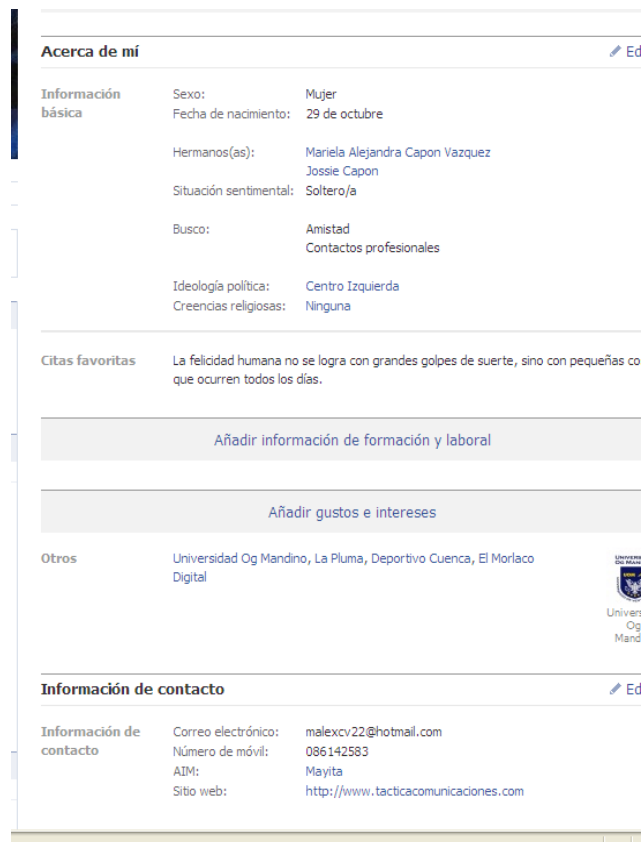 Acerca de mí
Ed
Información básica
Sexo: Mujer
Fecha de nacimiento: 29 de octubre
Hermanos(as): Mariela Alejandra Capon Vazquez
Jossie Capon
Situación sentimental: Soltero/a
Busco: Amistad
Contactos profesionales
Ideología política: Centro Izquierda
Creencias religiosas: Ninguna
Citas favoritas
La felicidad humana no se logra con grandes golpes de suerte, sino con pequeñas co
que ocurren todos los días.
Añadir información de formación y laboral
Añadir gustos e intereses
Otros
Universidad Og Mandino, La Pluma, Deportivo Cuenca, El Morlaco
Digital
Univers
Og
Mand
Información de contacto
Ed
Información de
contacto
Correo electrónico: malexcv22@hotmail.com
Número de móvil: 086142583
AIM: Mayita
Sitio web: http://www.tacticacomunicaciones.com